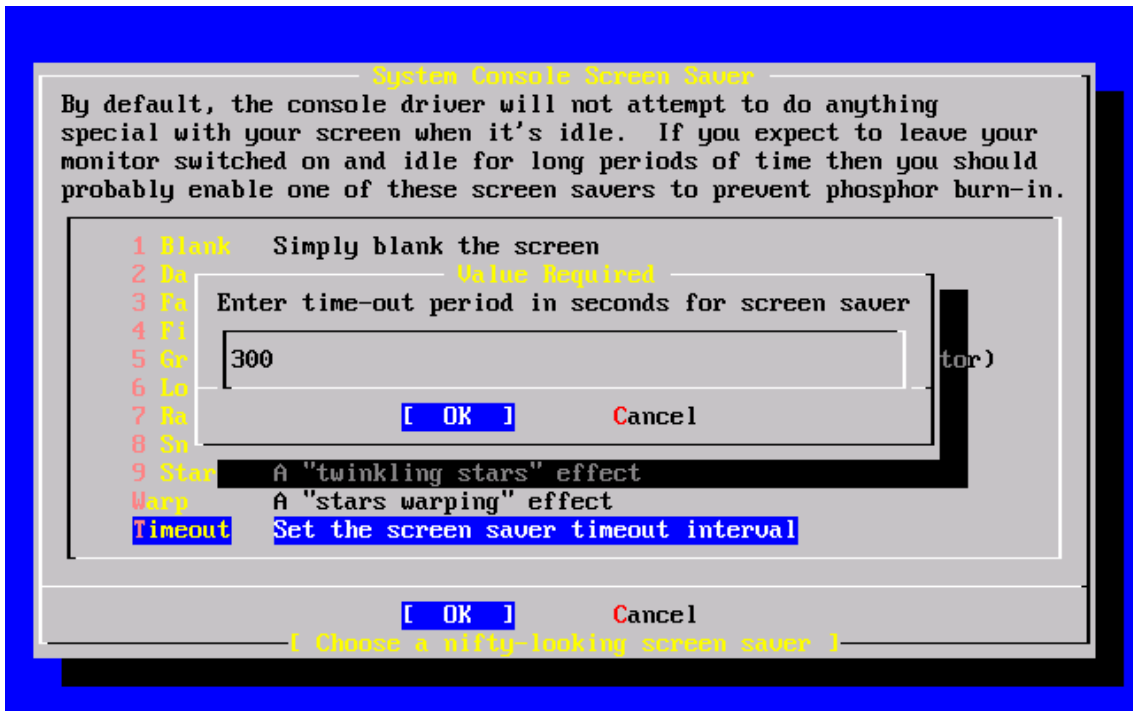 System Console Screen Saver
By default, the console driver will not attempt to do anything
special with your screen when it's idle.  If you expect to leave your
monitor switched on and idle for long periods of time then you should
probably enable one of these screen savers to prevent phosphor burn-in.
1 Blank Simply blank the screen
2 Da
Value Required
3 Fa
Enter time-out period in seconds for screen saver
4 Fi
5 Gr
300
tor)
6 Lo
7 Ra
[ OK ] Cancel
8 Sn
9 Star A "twinkling stars" effect
Warp A "stars warping" effect
Timeout Set the screen saver timeout interval
[ OK ] Cancel
[ Choose a nifty-looking screen saver ]